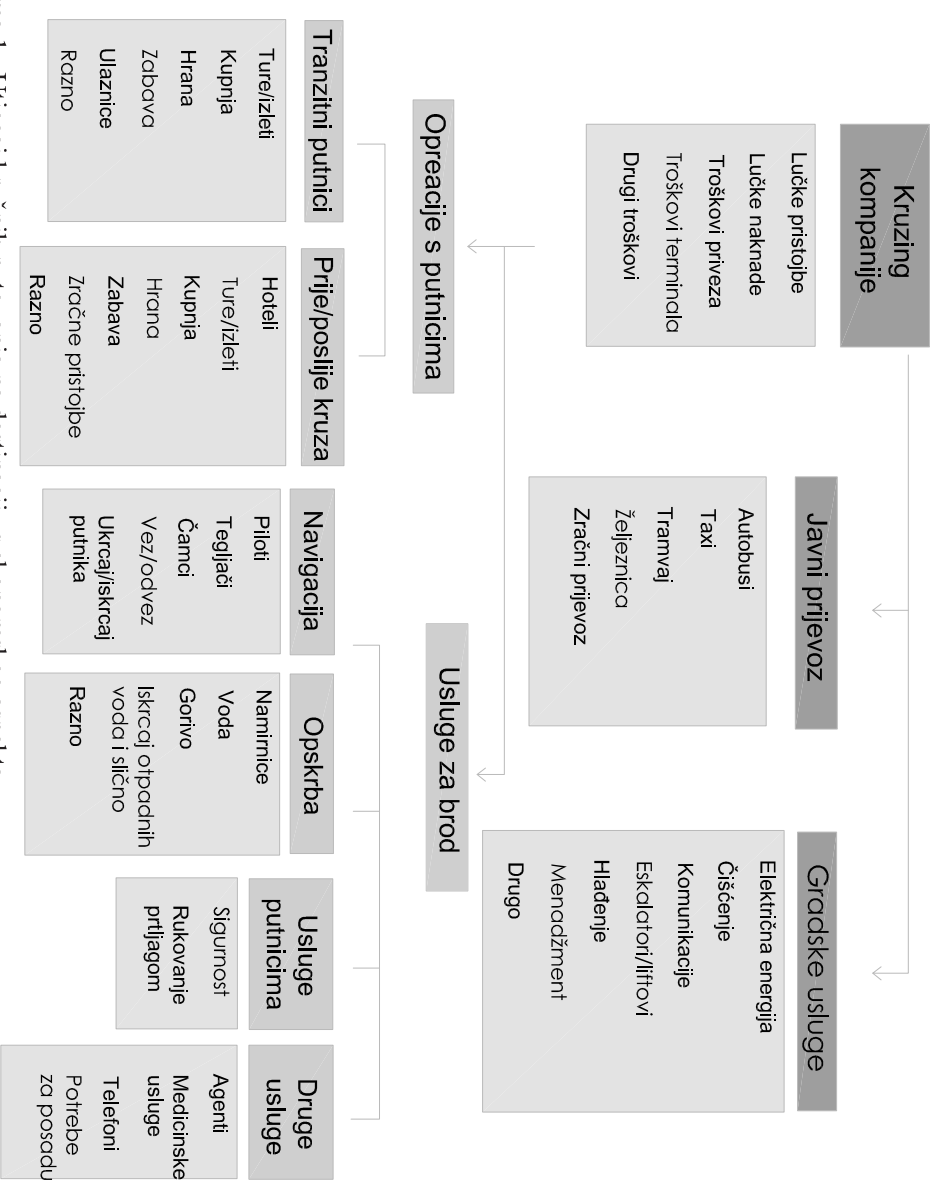 Kruzing
kompanije
Lučke pristojbe
Lučke naknade
Troškovi priveza
Troškovi terminala
Drugi troškovi
Javni prijevoz
Autobusi
Taxi
Tramvaj
Željeznica
Zračni prijevoz
Gradske usluge
Električna energija
Čišćenje
Komunikacije
Eskalatori/liftovi
Hlađenje
Menadžment
Drugo
Opreacije s putnicima
Usluge za brod
Tranzitni putnici
Ture/izleti
Kupnja
Hrana
Zabava
Ulaznice
Razno
Prije/poslije kruza
Hoteli
Ture/izleti
Kupnja
Hrana
Zabava
Zračne pristojbe
Razno
Navigacija
Piloti
Tegljači
Čamci
Vez/odvez
Ukrcaj/iskrcaj
putnika
Opskrba
Namirnice
Voda
Gorivo
Iskrcaj otpadnih
voda i slično
Razno
Usluge
putnicima
Sigurnost
Rukovanje
prtljagom
Druge
usluge
Agenti
Medicinske
usluge
Telefoni
Potrebe
za posadu